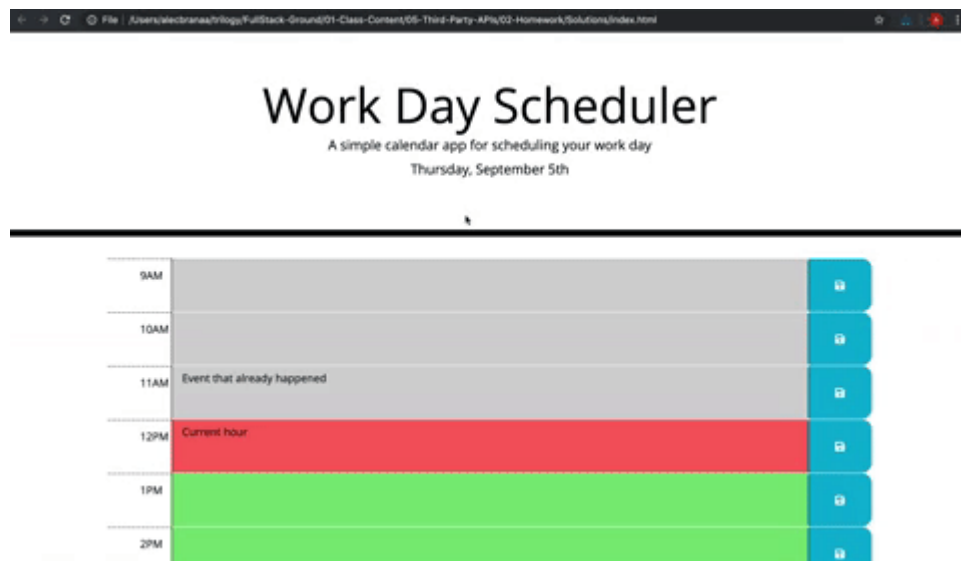 File /Users/alecbranaa/trilogy/FullStack-Ground/01-Class-Content/05-Third-Party-APIs/02-Homework/Solutions/index.html
Work Day Scheduler
A simple calendar app for scheduling your work day
Thursday, September 5th
9AM
10AM
11AM Event that already happened
12PM Current hour
1PM
2PM